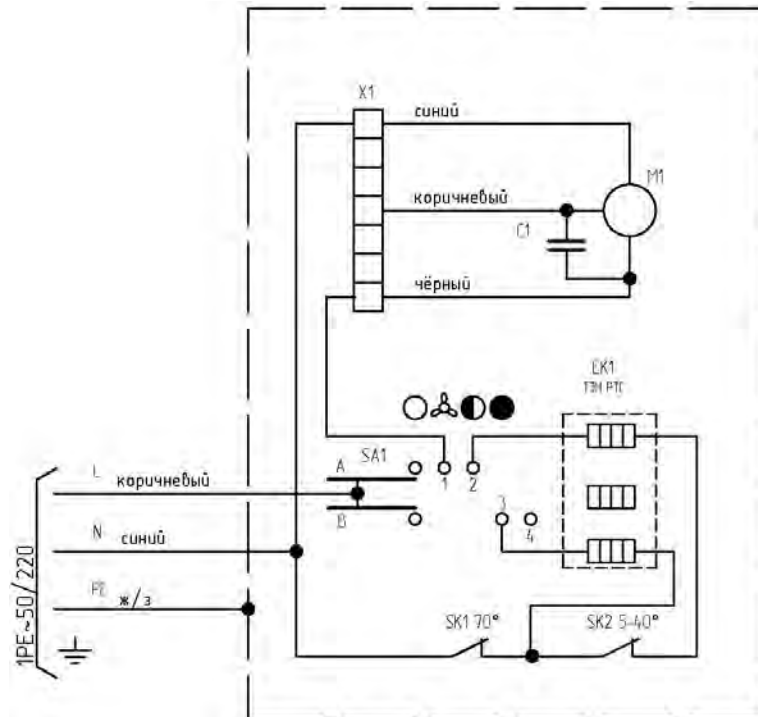 X1
синий
M1
коричневый
C1
чёрный
EK1
ТЭН PTC
SA1
A
1
2
L
коричневый
B
3
4
N
синий
PE
ж/з
1PE~50/220
SK1 70°
SK2 5-40°